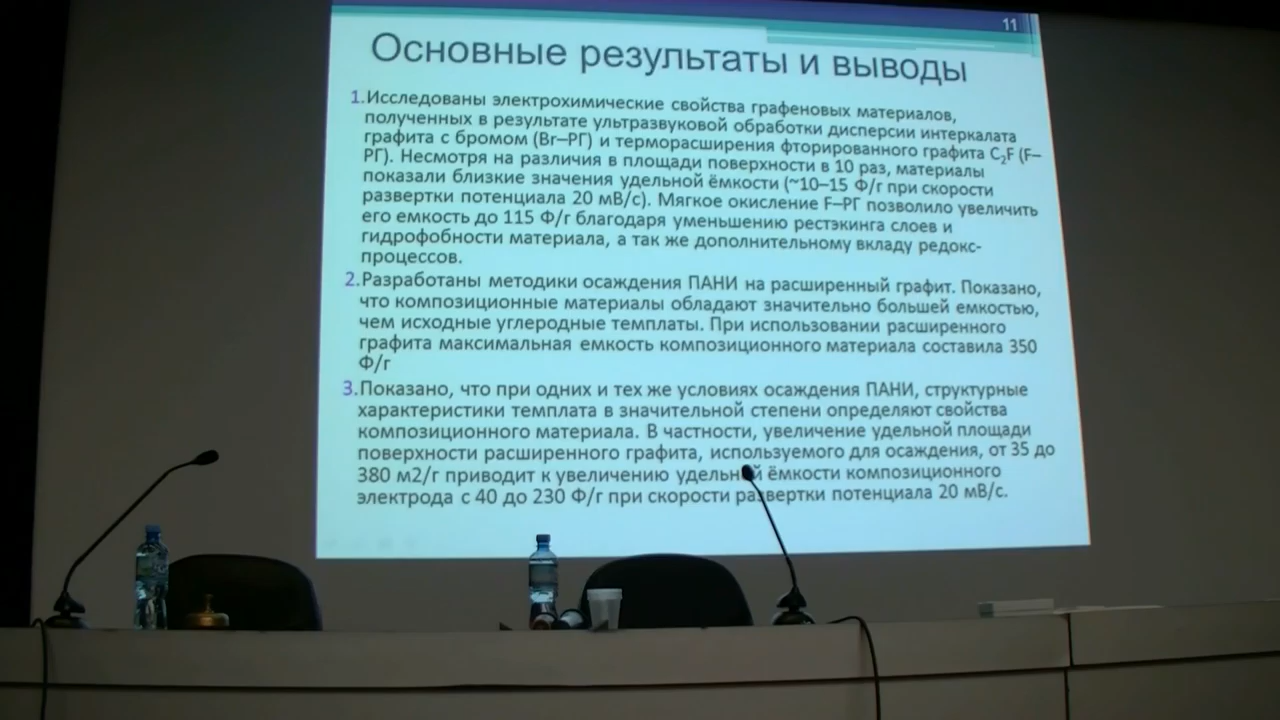 11
Основные результаты и выводы
1.Исследованы электрохимические свойства графеновых материалов,
полученных в результате ультразвуковой обработки дисперсии интеркалата
графита с бромом (Br–РГ) и терморасширения фторированного графита C₂F (F–
РГ). Несмотря на различия в площади поверхности в 10 раз, материалы
показали близкие значения удельной ёмкости (~10–15 Ф/г при скорости
развертки потенциала 20 мВ/с). Мягкое окисление F–РГ позволило увеличить
его емкость до 115 Ф/г благодаря уменьшению рестэкинга слоев и
гидрофобности материала, а так же дополнительному вкладу редокс-
процессов.
2.Разработаны методики осаждения ПАНИ на расширенный графит. Показано,
что композиционные материалы обладают значительно большей емкостью,
чем исходные углеродные темплаты. При использовании расширенного
графита максимальная емкость композиционного материала составила 350
Ф/г
3.Показано, что при одних и тех же условиях осаждения ПАНИ, структурные
характеристики темплата в значительной степени определяют свойства
композиционного материала. В частности, увеличение удельной площади
поверхности расширенного графита, используемого для осаждения, от 35 до
380 м2/г приводит к увеличению удельной ёмкости композиционного
электрода с 40 до 230 Ф/г при скорости развертки потенциала 20 мВ/с.